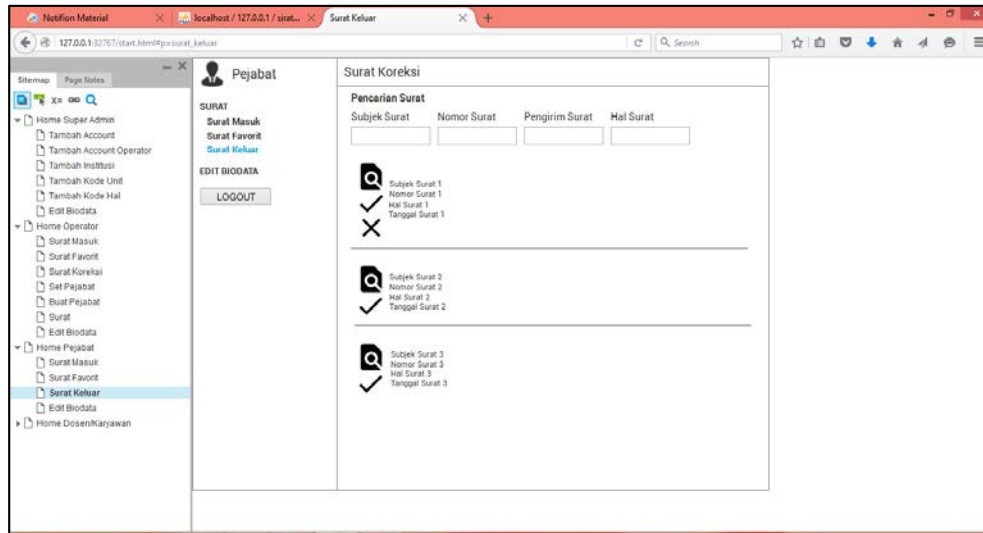 Notifion Material
localhost / 127.0.0.1 / sirat...
Surat Keluar
127.0.0.1:32767/start.html#p=surat_keluar
Search
Sitemap
Page Notes
Home Super Admin
Tambah Account
Tambah Account Operator
Tambah Institusi
Tambah Kode Unit
Tambah Kode Hal
Edit Biodata
Home Operator
Surat Masuk
Surat Favorit
Surat Koreksi
Set Pejabat
Buat Pejabat
Surat
Edit Biodata
Home Pejabat
Surat Masuk
Surat Favorit
Surat Keluar
Edit Biodata
Home Dosen/Karyawan
Pejabat
SURAT
Surat Masuk
Surat Favorit
Surat Keluar
EDIT BIODATA
LOGOUT
Surat Koreksi
Pencarian Surat
Subjek Surat Nomor Surat Pengirim Surat Hal Surat
Subjek Surat 1
Nomor Surat 1
Hal Surat 1
Tanggal Surat 1
Subjek Surat 2
Nomor Surat 2
Hal Surat 2
Tanggal Surat 2
Subjek Surat 3
Nomor Surat 3
Hal Surat 3
Tanggal Surat 3